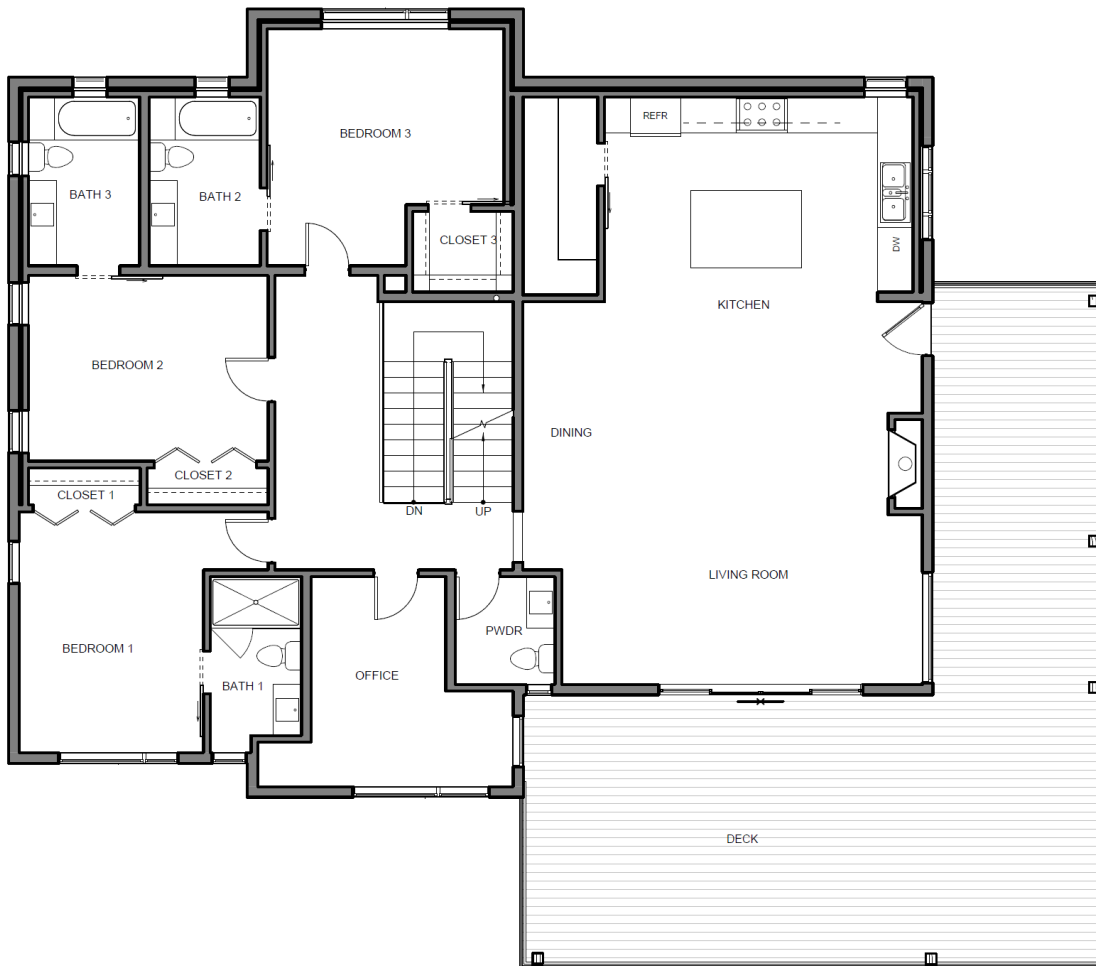 REFR
BEDROOM 3
BATH 3
BATH 2
CLOSET 3
DW
KITCHEN
BEDROOM 2
DINING
CLOSET 2
CLOSET 1
DN
UP
LIVING ROOM
PWDR
BEDROOM 1
OFFICE
BATH 1
DECK